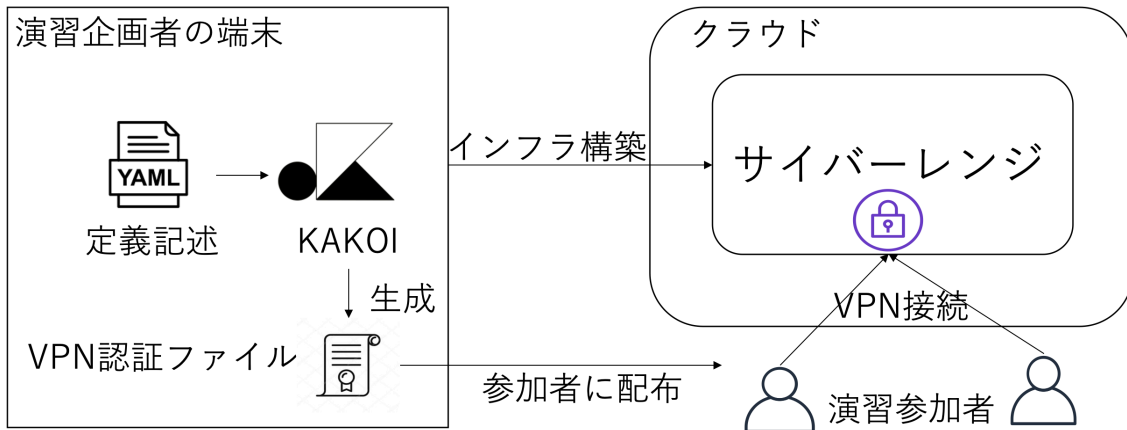 演習企画者の端末
クラウド
YAML
定義記述
KAKOI
インフラ構築
サイバーレンジ
生成
VPN認証ファイル
VPN接続
参加者に配布
演習参加者